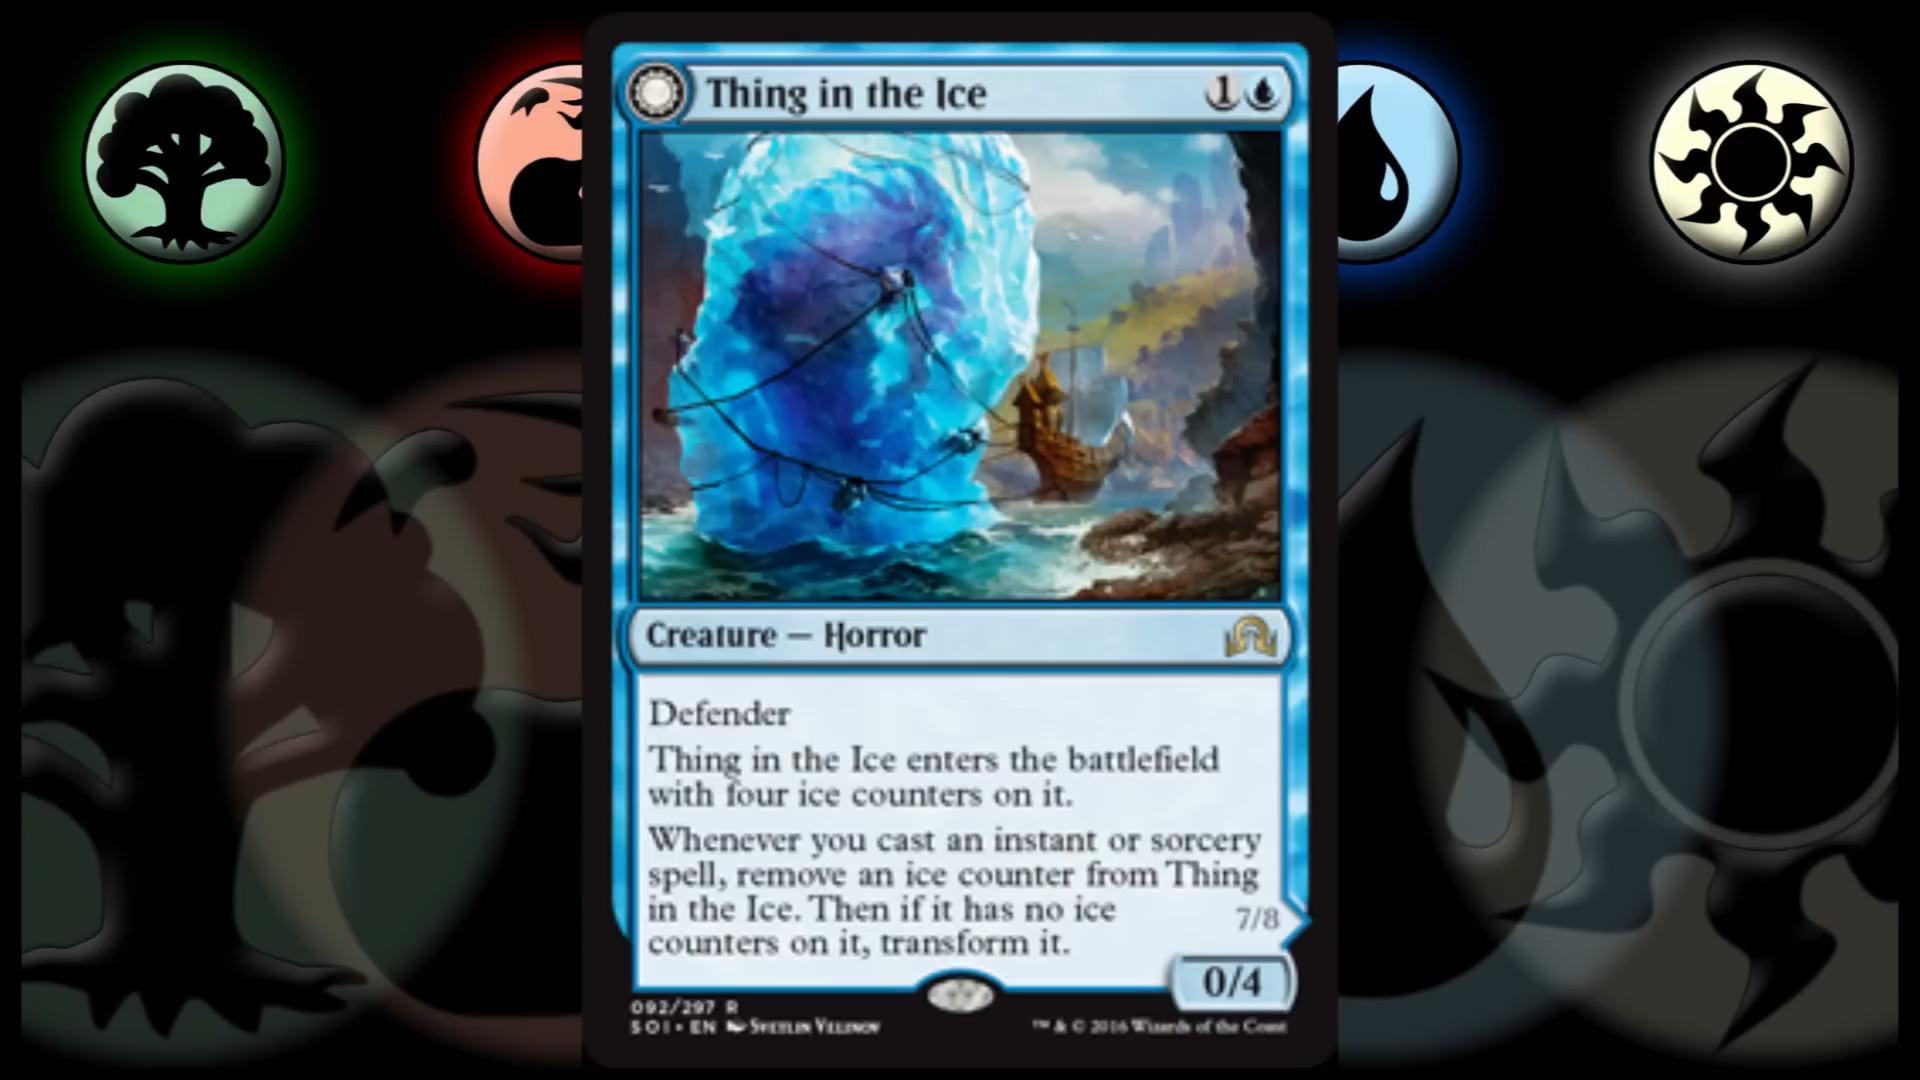 Thing in the Ice 1
Creature — Horror
Defender
Thing in the Ice enters the battlefield
with four ice counters on it.
Whenever you cast an instant or sorcery
spell, remove an ice counter from Thing
in the Ice. Then if it has no ice
counters on it, transform it.
7/8
0/4
092/297 R
SOI • EN Svetlin Velinov
™ & © 2016 Wizards of the Coast